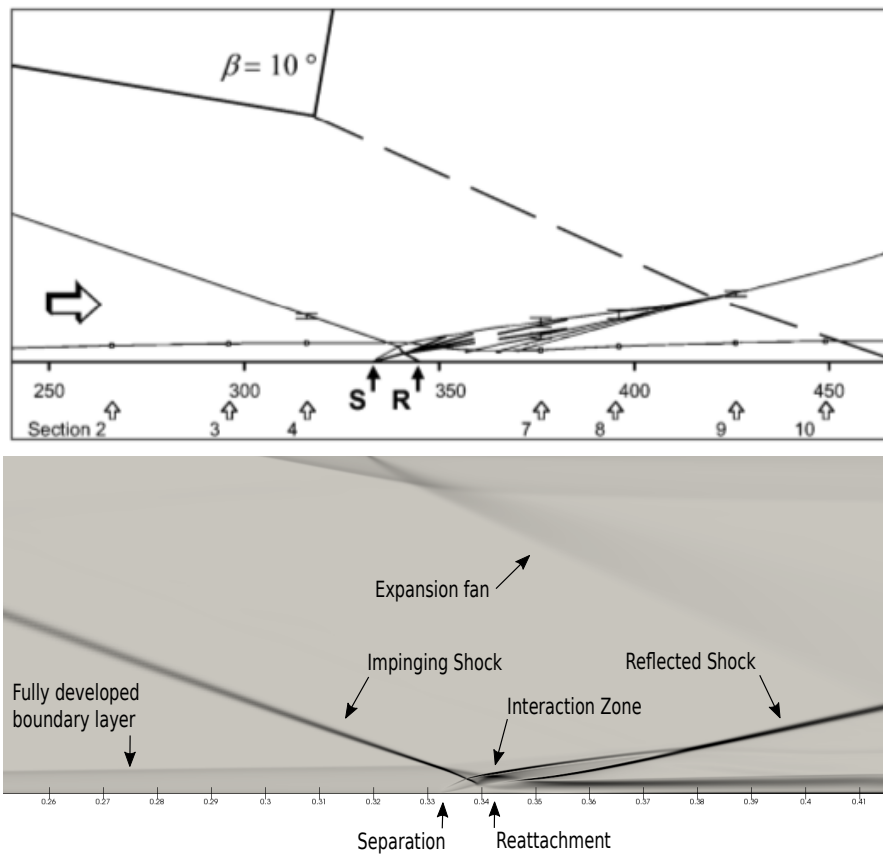 β = 10 °
250 300 350 400 450
S R
Section 2 3 4 7 8 9 10
Expansion fan
Impinging Shock
Reflected Shock
Fully developed
boundary layer
Interaction Zone
0.26 0.27 0.28 0.29 0.3 0.31 0.32 0.33 0.34 0.35 0.36 0.37 0.38 0.39 0.4 0.41
Separation
Reattachment